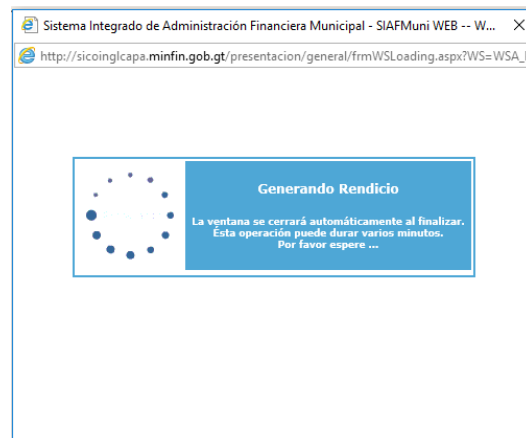 Sistema Integrado de Administración Financiera Municipal - SIAFMuni WEB -- W...
http://sicoinglcapa.minfin.gob.gt/presentacion/general/frmWSLoading.aspx?WS=WSA_
Generando Rendicio
La ventana se cerrará automáticamente al finalizar.
Ésta operación puede durar varios minutos.
Por favor espere ...